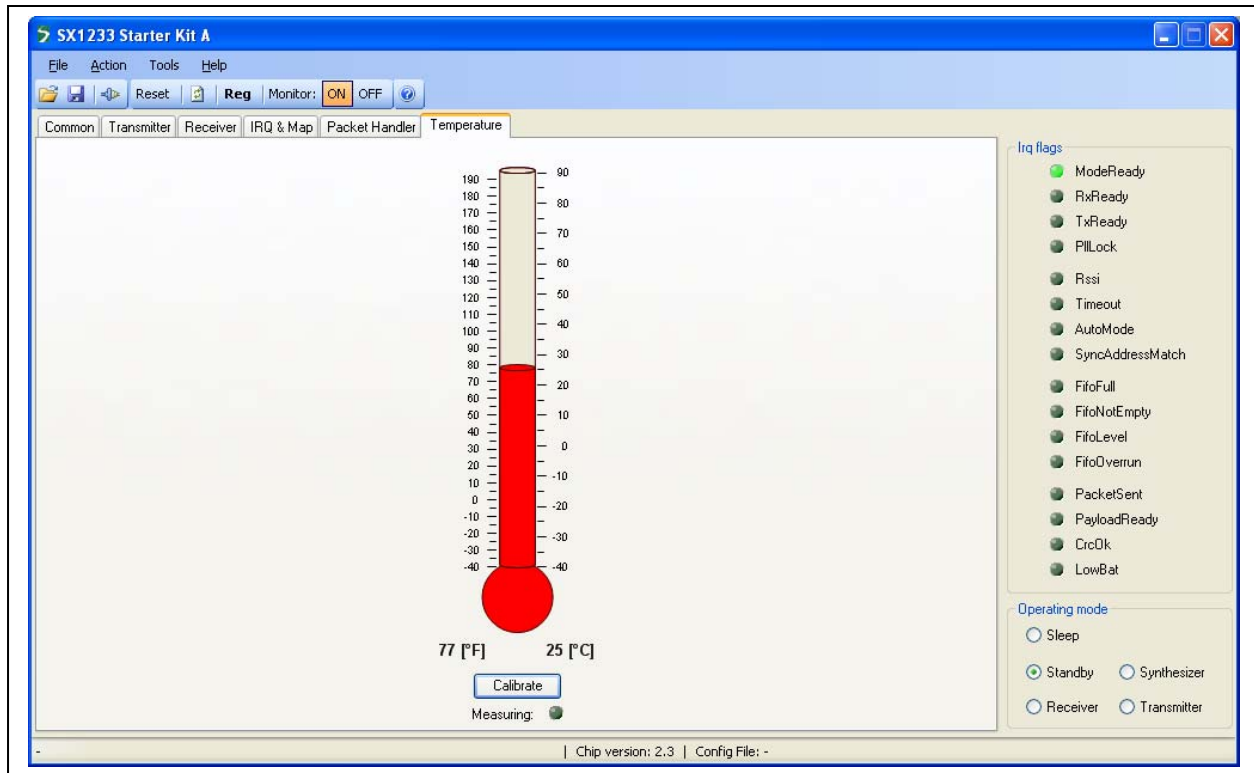 SX1233 Starter Kit A
File Action Tools Help
Reset Reg Monitor: ON OFF
Common Transmitter Receiver IRQ & Map Packet Handler Temperature
190
180
170
160
150
140
130
120
110
100
90
80
70
60
50
40
30
20
10
0
-10
-20
-30
-40
90
80
70
60
50
40
30
20
10
0
-10
-20
-30
-40
77 [°F] 25 [°C]
Calibrate
Measuring:
Irq flags
ModeReady
RxReady
TxReady
PllLock
Rssi
Timeout
AutoMode
SyncAddressMatch
FifoFull
FifoNotEmpty
FifoLevel
FifoOverrun
PacketSent
PayloadReady
CrcOk
LowBat
Operating mode
Sleep
Standby Synthesizer
Receiver Transmitter
- | Chip version: 2.3 | Config File: -